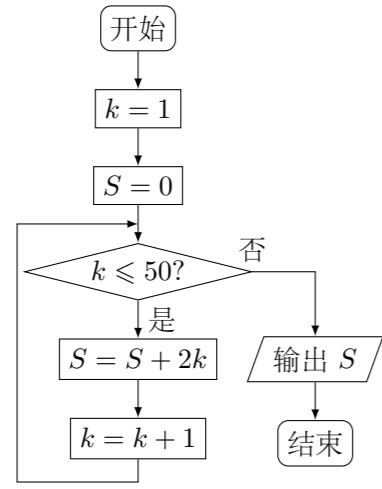 开始
k = 1
S = 0
k ⩽ 50?
否
是
S = S + 2k
输出 S
k = k + 1
结束